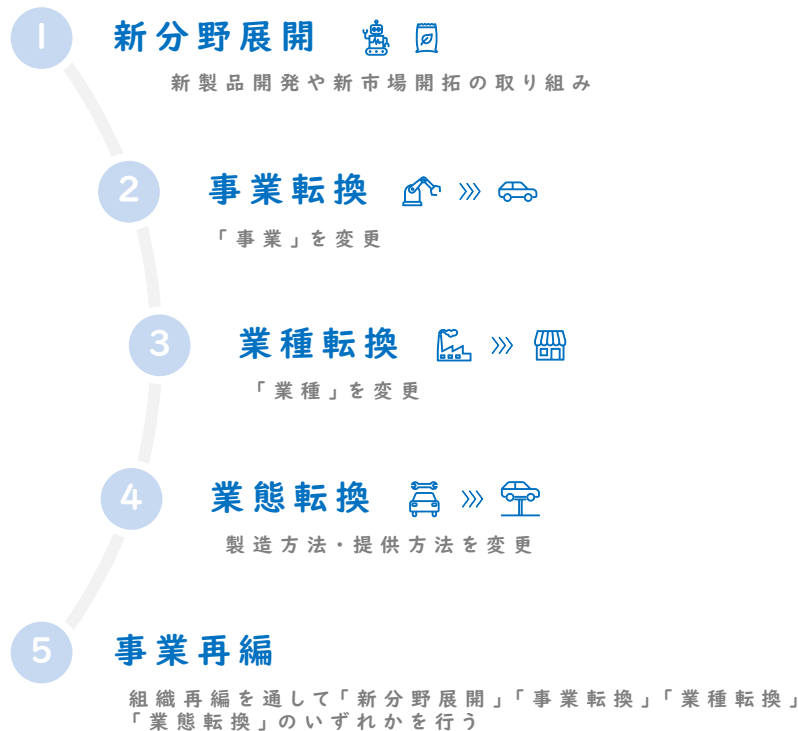 1
新分野展開
新製品開発や新市場開拓の取り組み
2
事業転換
「事業」を変更
3
業種転換
「業種」を変更
4
業態転換
製造方法・提供方法を変更
5
事業再編
組織再編を通して「新分野展開」「事業転換」「業種転換」
「業態転換」のいずれかを行う